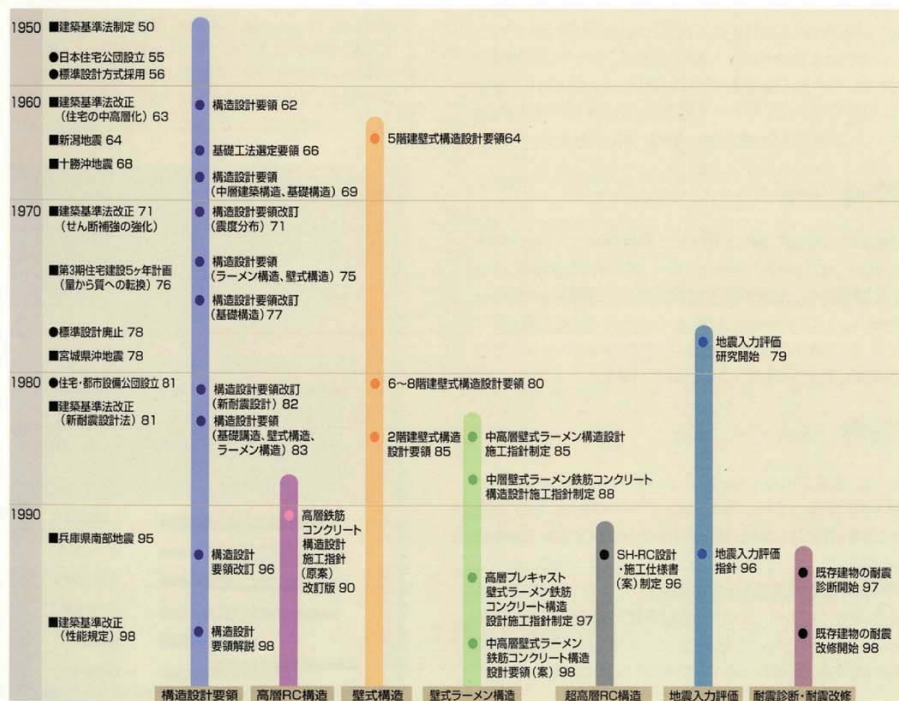 1950
■建築基準法制定 50
●日本住宅公団設立 55
●標準設計方式採用 56
1960
■建築基準法改正
(住宅の中高層化) 63
■新潟地震 64
■十勝沖地震 68
1970
■建築基準法改正 71
(せん断補強の強化)
■第3期住宅建設5ヶ年計画
(量から質への転換) 76
●標準設計廃止 78
■宮城県沖地震 78
1980
●住宅・都市設備公団設立 81
■建築基準法改正
(新耐震設計法) 81
1990
■兵庫県南部地震 95
■建築基準改正
(性能規定) 98
構造設計要領 62
基礎工法選定要領 66
構造設計要領
(中層建築構造、基礎構造) 69
構造設計要領改訂
(震度分布) 71
構造設計要領
(ラーメン構造、壁式構造) 75
構造設計要領改訂
(基礎構造) 77
構造設計要領改訂
(新耐震設計) 82
構造設計要領
(基礎講造、壁式構造、
ラーメン構造) 83
構造設計
要領改訂 96
構造設計
要領解説 98
構造設計要領
高層鉄筋
コンクリート
構造設計
施工指針
(原案)
改訂版 90
高層RC構造
5階建壁式構造設計要領64
6～8階建壁式構造設計要領 80
2階建壁式構造
設計要領 85
壁式構造
中高層壁式ラーメン構造設計
施工指針制定 85
中層壁式ラーメン鉄筋コンクリート
構造設計施工指針制定 88
高層プレキャスト
壁式ラーメン鉄筋
コンクリート構造
設計施工指針制定 97
中高層壁式ラーメン
鉄筋コンクリート構造
設計要領(案) 98
壁式ラーメン構造
SH-RC設計
・施工仕様書
(案)制定 96
超高層RC構造
地震入力評価
研究開始 79
地震入力評価
指針 96
地震入力評価
既存建物の耐震
診断開始 97
既存建物の耐震
改修開始 98
耐震診断・耐震改修